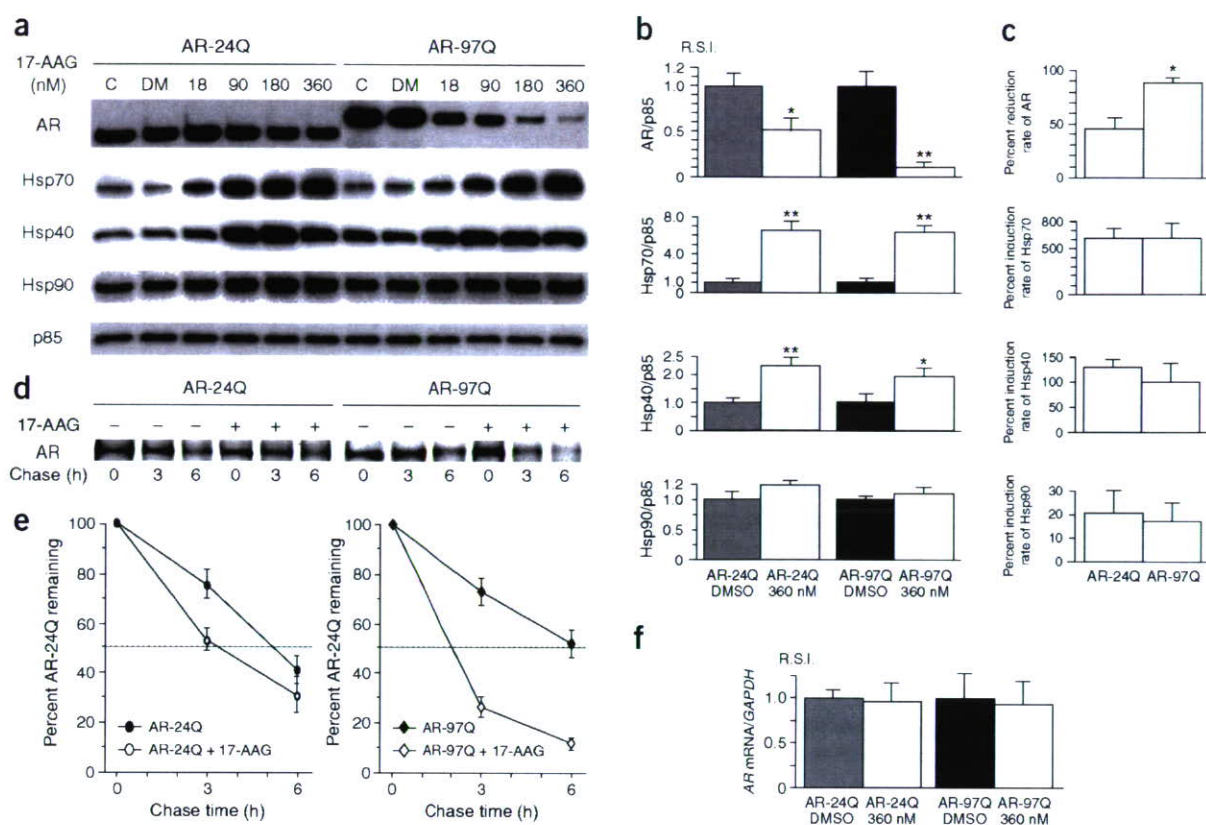 a
AR-24Q AR-97Q
17-AAG
(nM) C DM 18 90 180 360 C DM 18 90 180 360
AR
Hsp70
Hsp40
Hsp90
p85
b
R.S.I.
AR/p85
1.2
1.0
0.5
0
*
**
Hsp70/p85
8.0
4.0
1.0
0
**
**
Hsp40/p85
2.5
2.0
1.0
0
**
*
Hsp90/p85
1.2
1.0
0.5
0
AR-24Q DMSO
AR-24Q 360 nM
AR-97Q DMSO
AR-97Q 360 nM
c
Percent reduction rate of AR
100
50
0
*
Percent induction rate of Hsp70
800
500
0
Percent induction rate of Hsp40
150
100
50
0
Percent induction rate of Hsp90
30
20
10
0
AR-24Q AR-97Q
d
AR-24Q AR-97Q
17-AAG – – – + + + – – – + + +
AR
Chase (h) 0 3 6 0 3 6 0 3 6 0 3 6
e
Percent AR-24Q remaining
100
80
60
40
20
0
AR-24Q
AR-24Q + 17-AAG
0 3 6
Chase time (h)
Percent AR-24Q remaining
100
80
60
40
20
0
AR-97Q
AR-97Q + 17-AAG
0 3 6
Chase time (h)
f
R.S.I.
AR mRNA/GAPDH
1.0
0.5
0
AR-24Q DMSO
AR-24Q 360 nM
AR-97Q DMSO
AR-97Q 360 nM